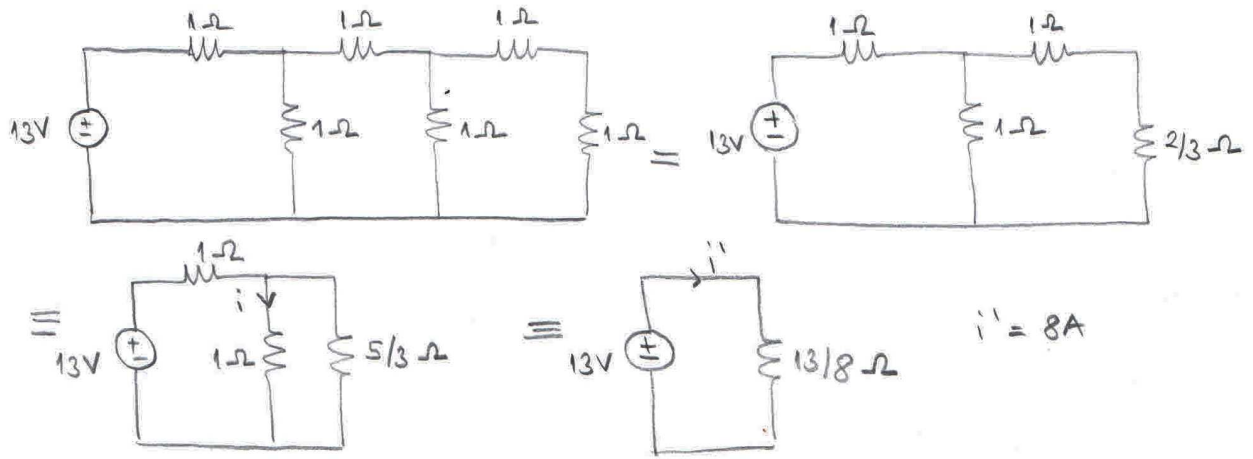 1Ω 1Ω 1Ω
13V + - 1Ω 1Ω 1Ω
≡
1Ω 1Ω
13V + - 1Ω 2/3 Ω
≡
1Ω
i
13V + - 1Ω 5/3 Ω
≡
i'
13V + - 13/8 Ω
i' = 8A